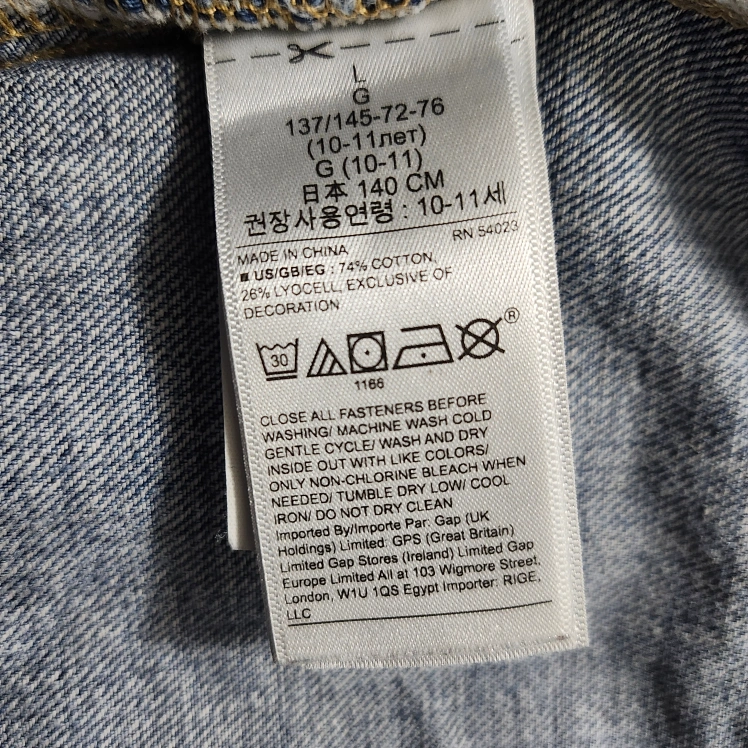 L
G
137/145-72-76
(10-11лет)
G (10-11)
日本 140 CM
권장사용연령 : 10-11세
RN 54023
MADE IN CHINA
■ US/GB/EG : 74% COTTON,
26% LYOCELL, EXCLUSIVE OF
DECORATION
30
®
1166
CLOSE ALL FASTENERS BEFORE
WASHING/ MACHINE WASH COLD
GENTLE CYCLE/ WASH AND DRY
INSIDE OUT WITH LIKE COLORS/
ONLY NON-CHLORINE BLEACH WHEN
NEEDED/ TUMBLE DRY LOW/ COOL
IRON/ DO NOT DRY CLEAN
Imported By/Importe Par: Gap (UK
Holdings) Limited: GPS (Great Britain)
Limited Gap Stores (Ireland) Limited Gap
Europe Limited All at 103 Wigmore Street,
London, W1U 1QS Egypt Importer: RIGE,
LLC